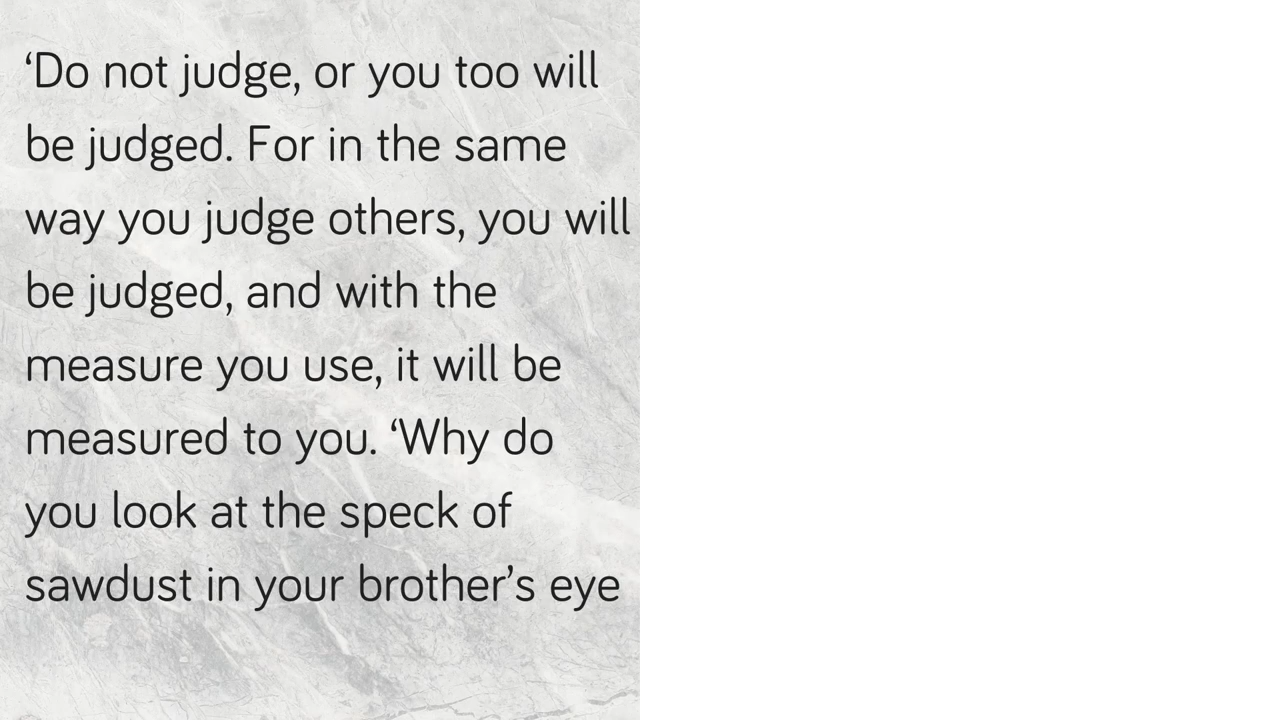 ‘Do not judge, or you too will
be judged. For in the same
way you judge others, you will
be judged, and with the
measure you use, it will be
measured to you. ‘Why do
you look at the speck of
sawdust in your brother’s eye